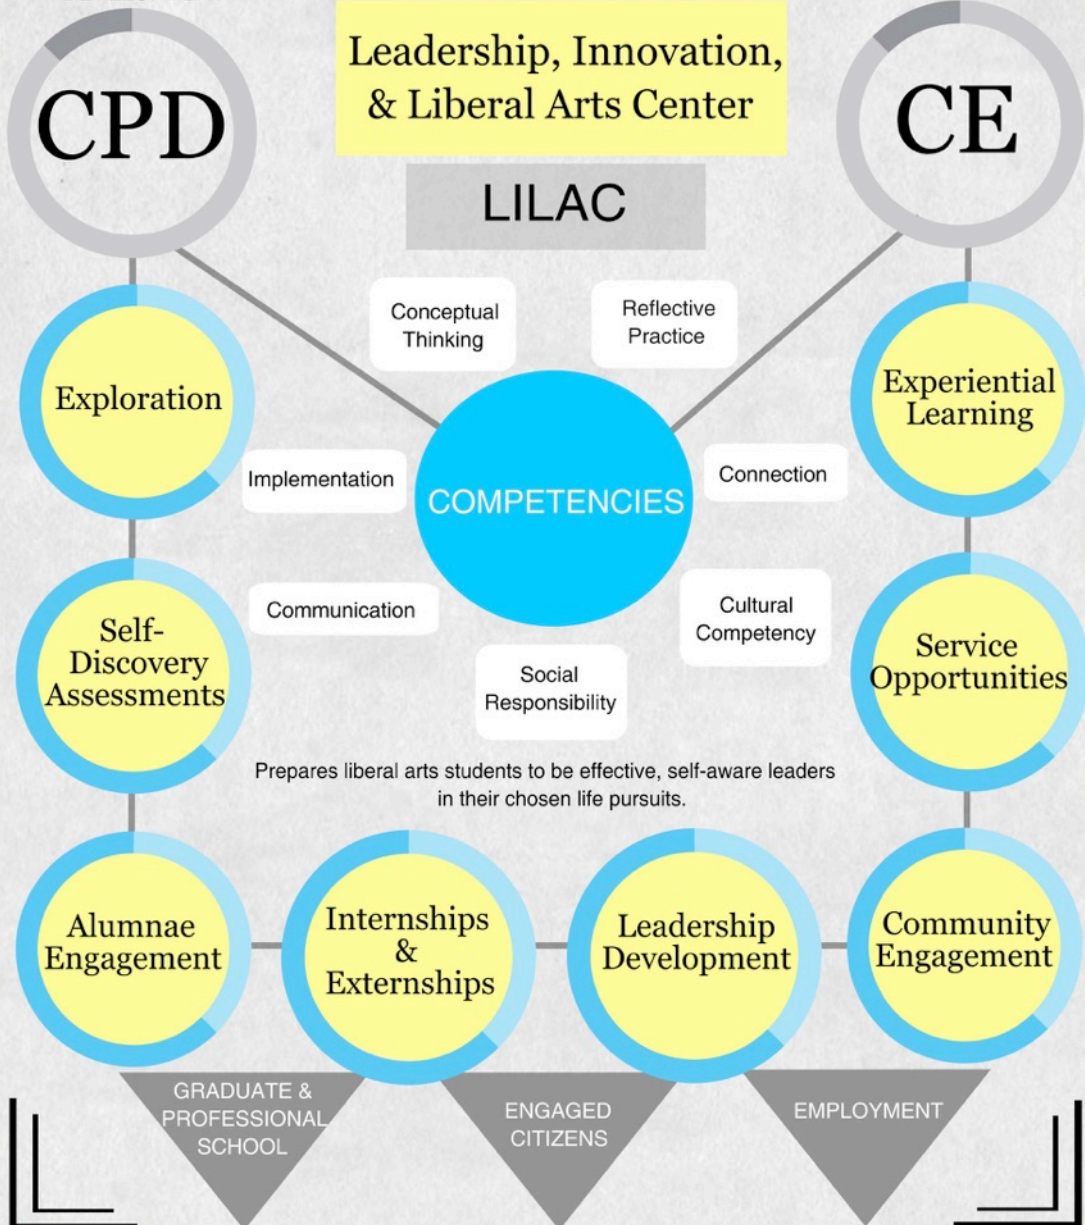 CPD
Leadership, Innovation,
& Liberal Arts Center
CE
LILAC
Conceptual
Thinking
Reflective
Practice
Exploration
Experiential
Learning
Implementation
COMPETENCIES
Connection
Communication
Cultural
Competency
Self-
Discovery
Assessments
Service
Opportunities
Social
Responsibility
Prepares liberal arts students to be effective, self-aware leaders
in their chosen life pursuits.
Alumnae
Engagement
Internships
&
Externships
Leadership
Development
Community
Engagement
GRADUATE &
PROFESSIONAL
SCHOOL
ENGAGED
CITIZENS
EMPLOYMENT